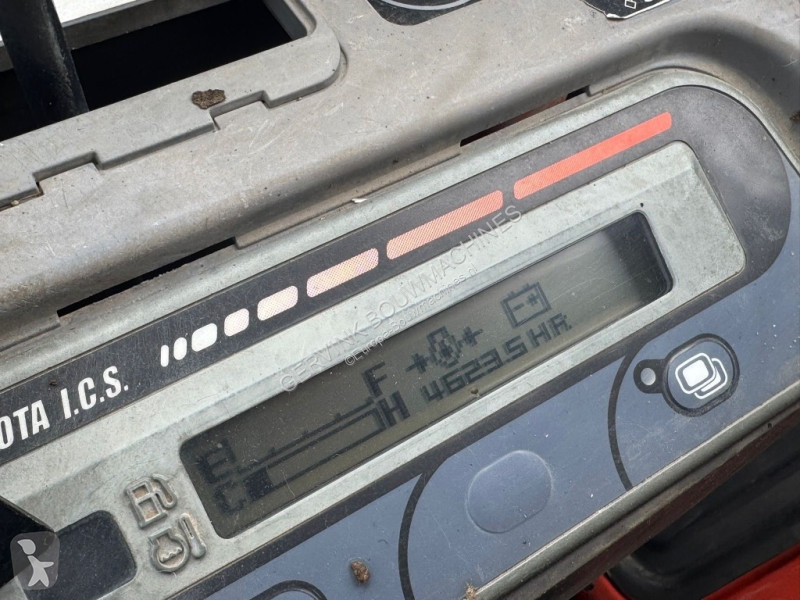 OTA I.C.S.
GERVINK BOUWMACHINES
E F
C H 4623.5 HR
m